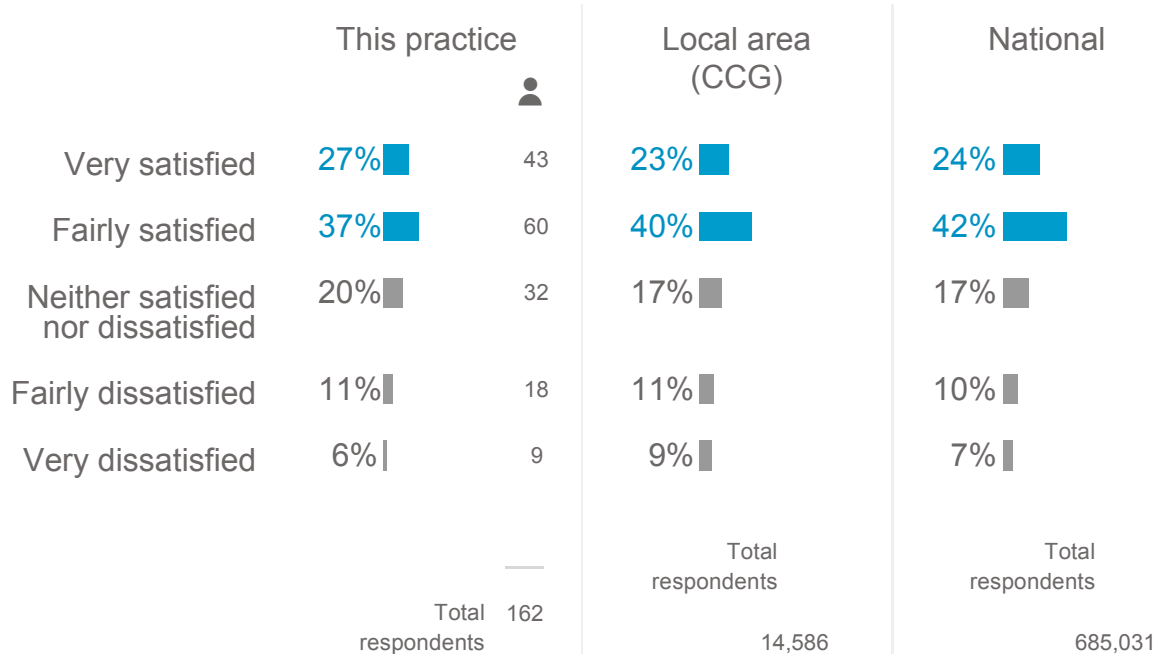 This practice
Local area
(CCG)
National
Very satisfied 27% 43 23% 24%
Fairly satisfied 37% 60 40% 42%
Neither satisfied
nor dissatisfied 20% 32 17% 17%
Fairly dissatisfied 11% 18 11% 10%
Very dissatisfied 6% 9 9% 7%
Total
respondents 162
Total
respondents
14,586
Total
respondents
685,031